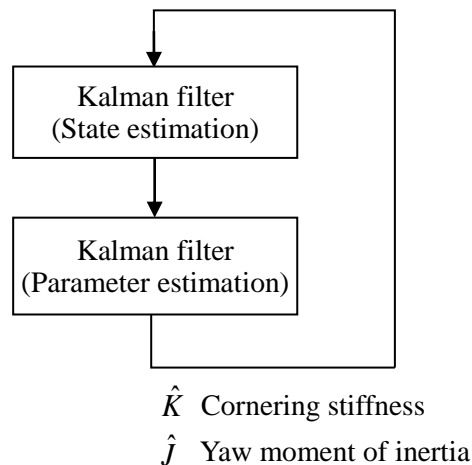 Kalman filter
(State estimation)
Kalman filter
(Parameter estimation)
K̂ Cornering stiffness
Ĵ Yaw moment of inertia